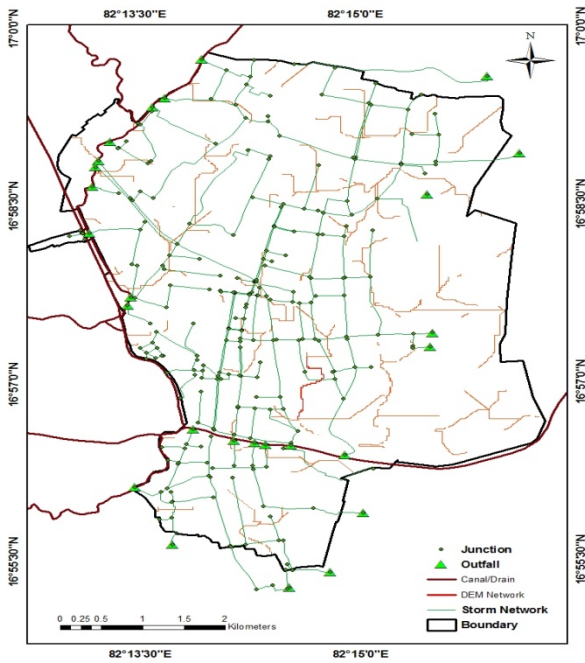 82°13'30"E 82°15'0"E
17°0'0"N 17°0'0"N
N
16°58'30"N 16°58'30"N
16°57'0"N 16°57'0"N
16°55'30"N 16°55'30"N
Junction
Outfall
Canal/Drain
DEM Network
Storm Network
Boundary
0 0.25 0.5 1 1.5 2
Kilometers
82°13'30"E 82°15'0"E